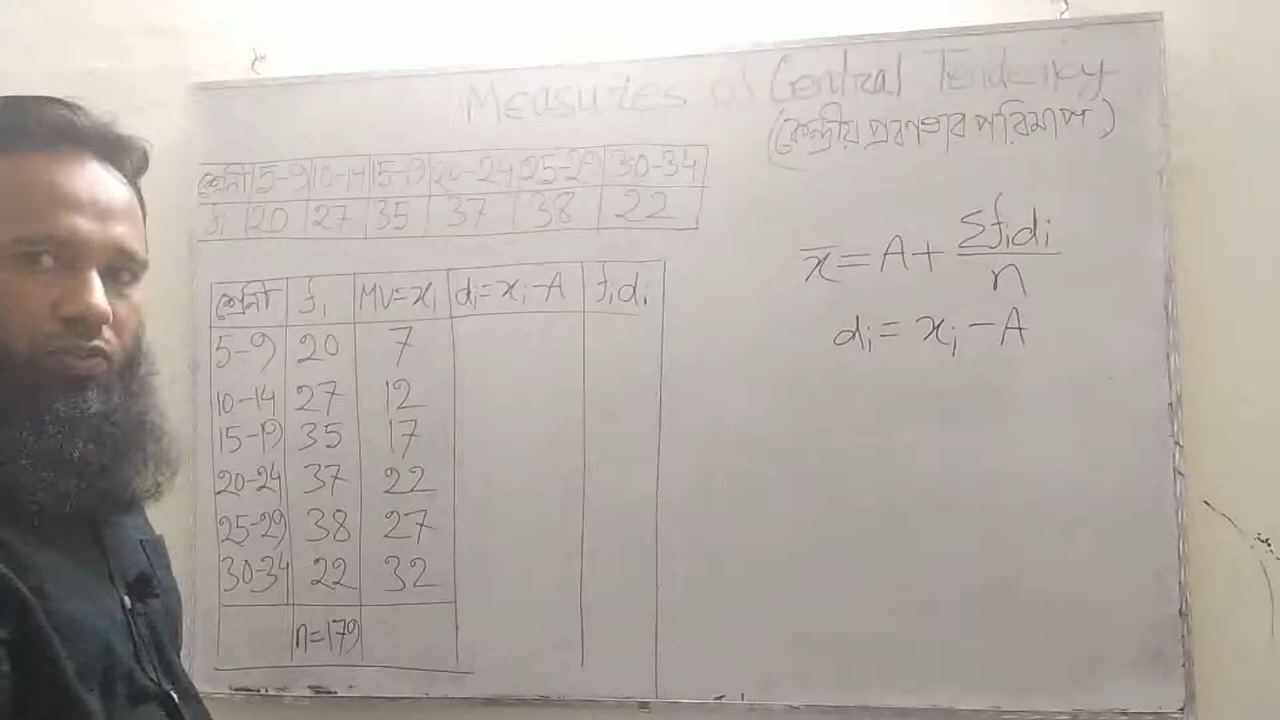 Measures of Central Tendency
(কেন্দ্রীয় প্রবণতার পরিমাপ)
শ্রেণী 5-9 10-14 15-19 20-24 25-29 30-34
fᵢ 20 27 35 37 38 22
x̄ = A + Σfᵢdᵢ / n
dᵢ = xᵢ - A
শ্রেণী fᵢ MV=xᵢ dᵢ=xᵢ-A fᵢdᵢ
5-9 20 7
10-14 27 12
15-19 35 17
20-24 37 22
25-29 38 27
30-34 22 32
n=179